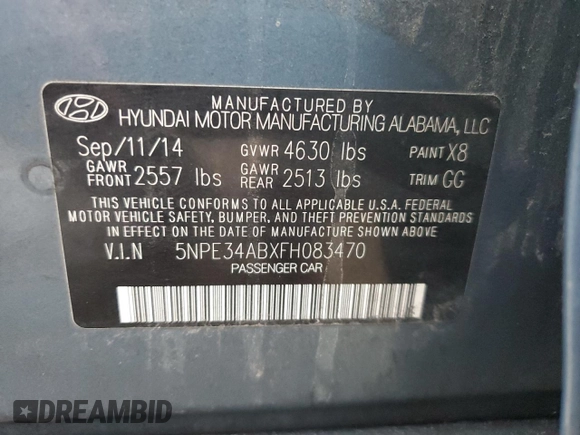 MANUFACTURED BY
HYUNDAI MOTOR MANUFACTURING ALABAMA, LLC
Sep/11/14 GVWR 4630 lbs PAINT X8
GAWR FRONT 2557 lbs GAWR REAR 2513 lbs TRIM GG
THIS VEHICLE CONFORMS TO ALL APPLICABLE U.S.A. FEDERAL
MOTOR VEHICLE SAFETY, BUMPER, AND THEFT PREVENTION STANDARDS
IN EFFECT ON THE DATE OF MANUFACTURE SHOWN ABOVE.
V.I.N 5NPE34ABXFH083470
PASSENGER CAR
DREAMBID